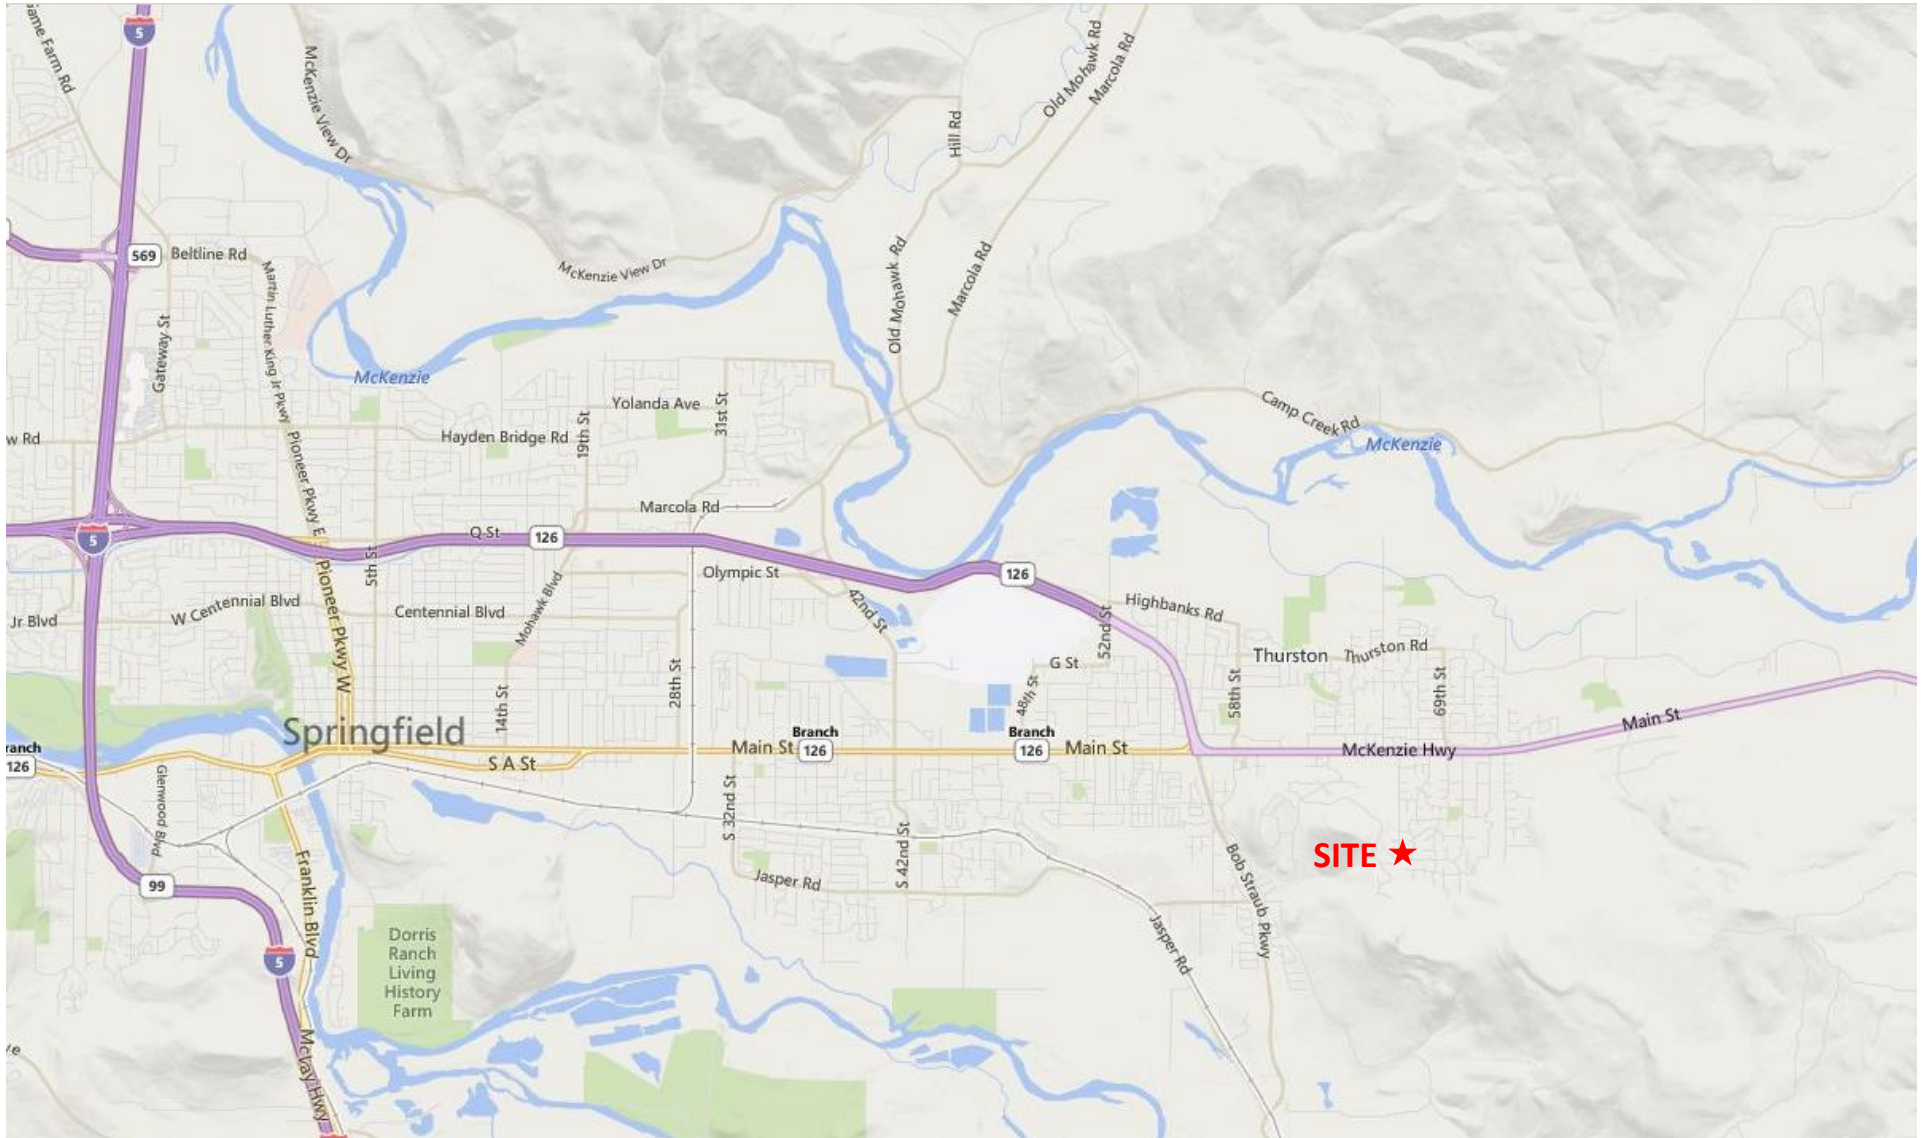 Game Farm Rd
5
McKenzie View Dr
Hill Rd
Old Mohawk Rd
Marcola Rd
569
Beltline Rd
Martin Luther King Jr Pkwy
McKenzie View Dr
Old Mohawk Rd
Marcola Rd
Gateway St
McKenzie
Yolanda Ave
31st St
19th St
Camp Creek Rd
McKenzie
w Rd
Hayden Bridge Rd
Pioneer Pkwy E
Marcola Rd
5
Q St
126
5th St
Olympic St
126
Jr Blvd
W Centennial Blvd
Pioneer Pkwy W
Centennial Blvd
Mohawk Blvd
42nd St
52nd St
Highbanks Rd
G St
Thurston
Thurston Rd
28th St
14th St
48th St
58th St
69th St
Springfield
ranch
126
Main St
Branch
126
Branch
126
Main St
McKenzie Hwy
Main St
S A St
Glenwood Blvd
S 32nd St
S 42nd St
SITE
Bob Straub Pkwy
99
Franklin Blvd
Jasper Rd
Jasper Rd
5
Dorris
Ranch
Living
History
Farm
McVay Hwy